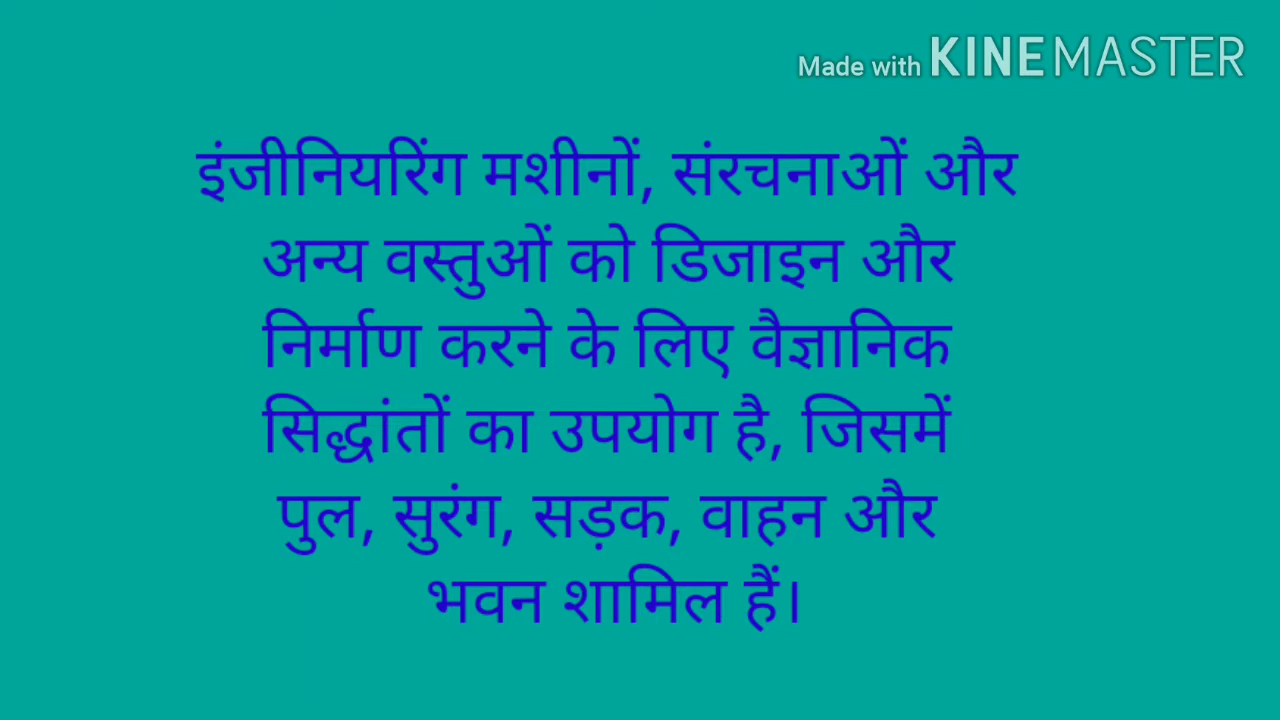 Made with KINEMASTER
इंजीनियरिंग मशीनों, संरचनाओं और
अन्य वस्तुओं को डिजाइन और
निर्माण करने के लिए वैज्ञानिक
सिद्धांतों का उपयोग है, जिसमें
पुल, सुरंग, सड़क, वाहन और
भवन शामिल हैं।